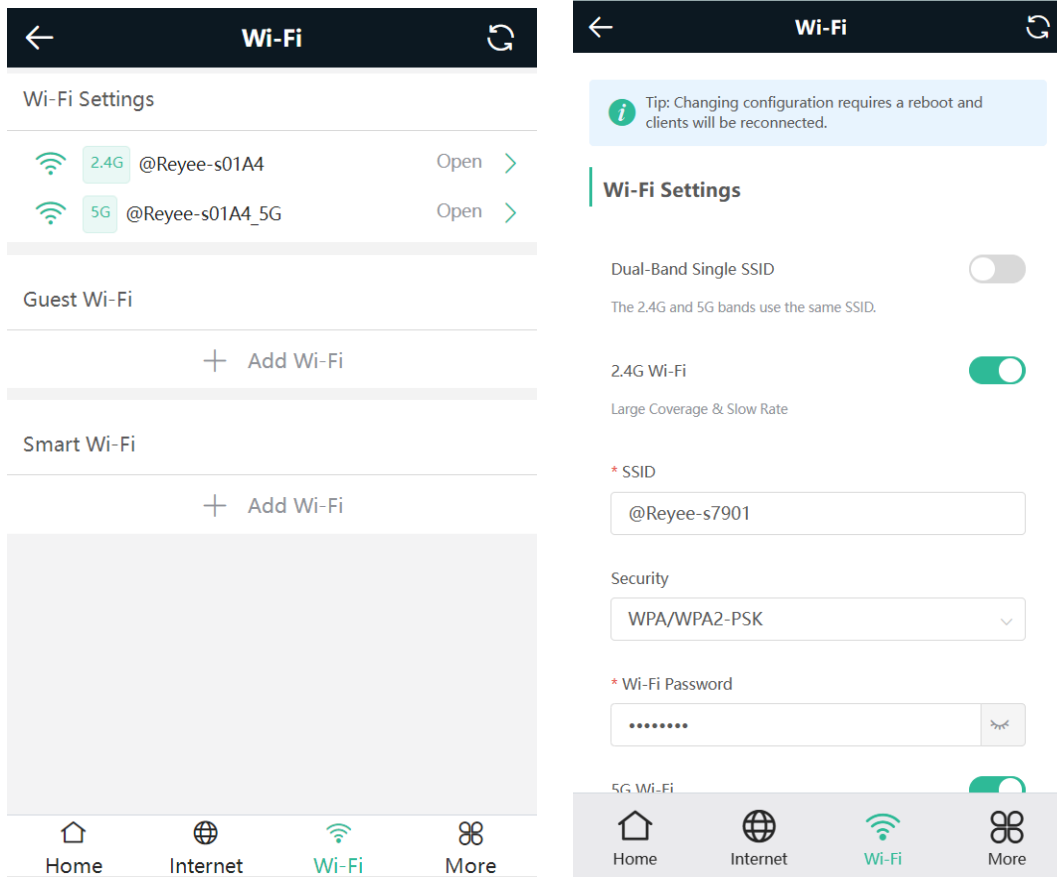 Wi-Fi
Wi-Fi Settings
2.4G @Reyee-s01A4 Open
5G @Reyee-s01A4_5G Open
Guest Wi-Fi
Add Wi-Fi
Smart Wi-Fi
Add Wi-Fi
Home Internet Wi-Fi More
Wi-Fi
Tip: Changing configuration requires a reboot and
clients will be reconnected.
Wi-Fi Settings
Dual-Band Single SSID
The 2.4G and 5G bands use the same SSID.
2.4G Wi-Fi
Large Coverage & Slow Rate
* SSID
@Reyee-s7901
Security
WPA/WPA2-PSK
* Wi-Fi Password
••••••••
5G Wi-Fi
Home Internet Wi-Fi More